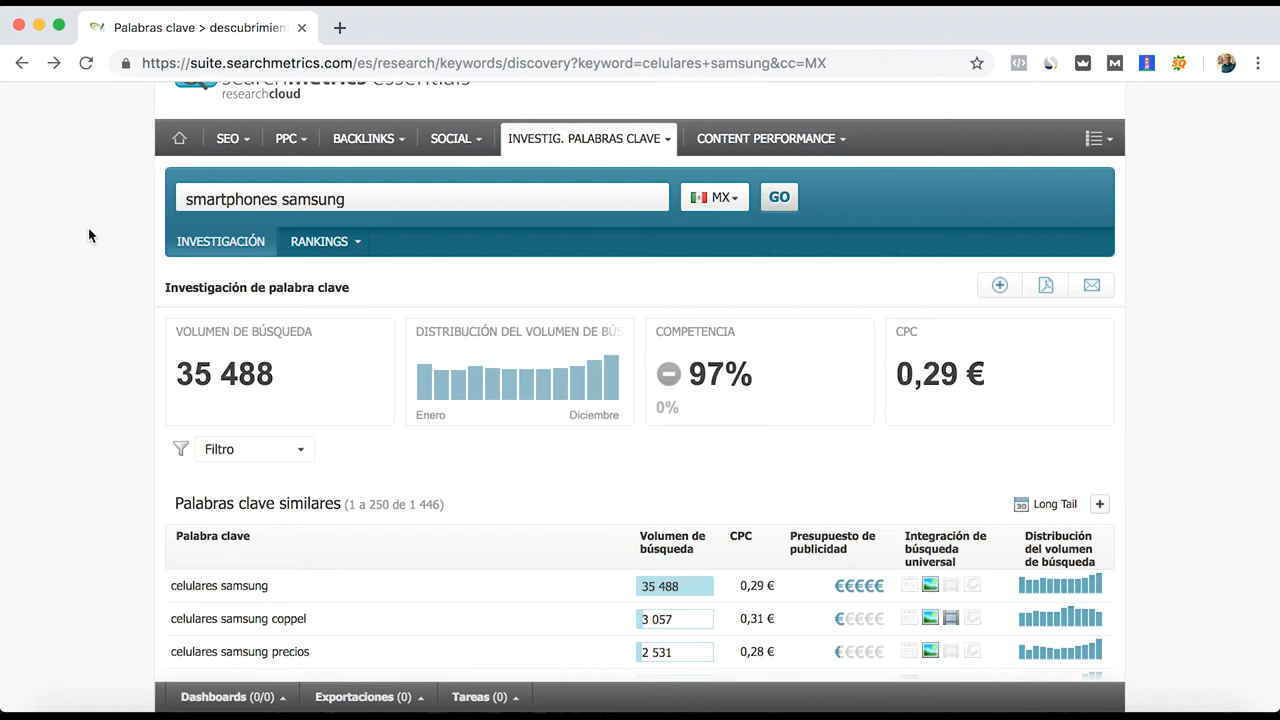 Palabras clave > descubrimien
https://suite.searchmetrics.com/es/research/keywords/discovery?keyword=celulares+samsung&cc=MX
searchmetrics essentials
researchcloud
SEO PPC BACKLINKS SOCIAL INVESTIG. PALABRAS CLAVE CONTENT PERFORMANCE
smartphones samsung MX GO
INVESTIGACIÓN RANKINGS
Investigación de palabra clave
VOLUMEN DE BÚSQUEDA
35 488
DISTRIBUCIÓN DEL VOLUMEN DE BÚS
Enero Diciembre
COMPETENCIA
97%
0%
CPC
0,29 €
Filtro
Palabras clave similares (1 a 250 de 1 446)
30 Long Tail +
Palabra clave
Volumen de
búsqueda
CPC
Presupuesto de
publicidad
Integración de
búsqueda
universal
Distribución
del volumen
de búsqueda
celulares samsung 35 488 0,29 € €€€€€
celulares samsung coppel 3 057 0,31 € €€€€€
celulares samsung precios 2 531 0,28 € €€€€€
Dashboards (0/0) Exportaciones (0) Tareas (0)